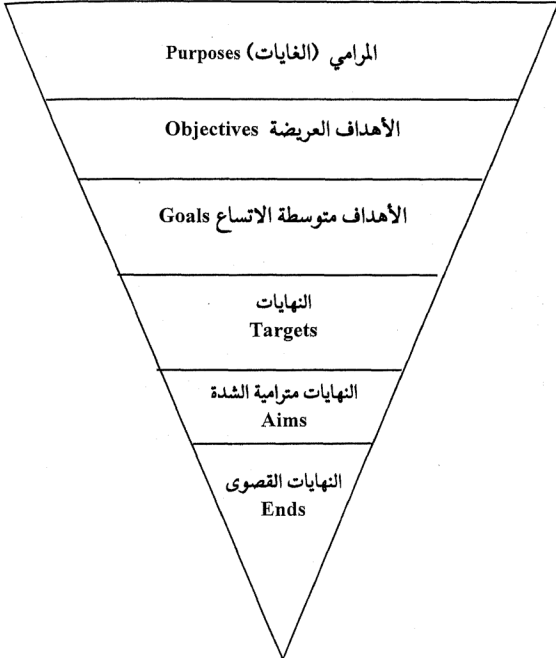 المرامي (الغايات) Purposes
الأهداف العريضة Objectives
الأهداف متوسطة الاتساع Goals
النهايات
Targets
النهايات مترامية الشدة
Aims
النهايات القصوى
Ends